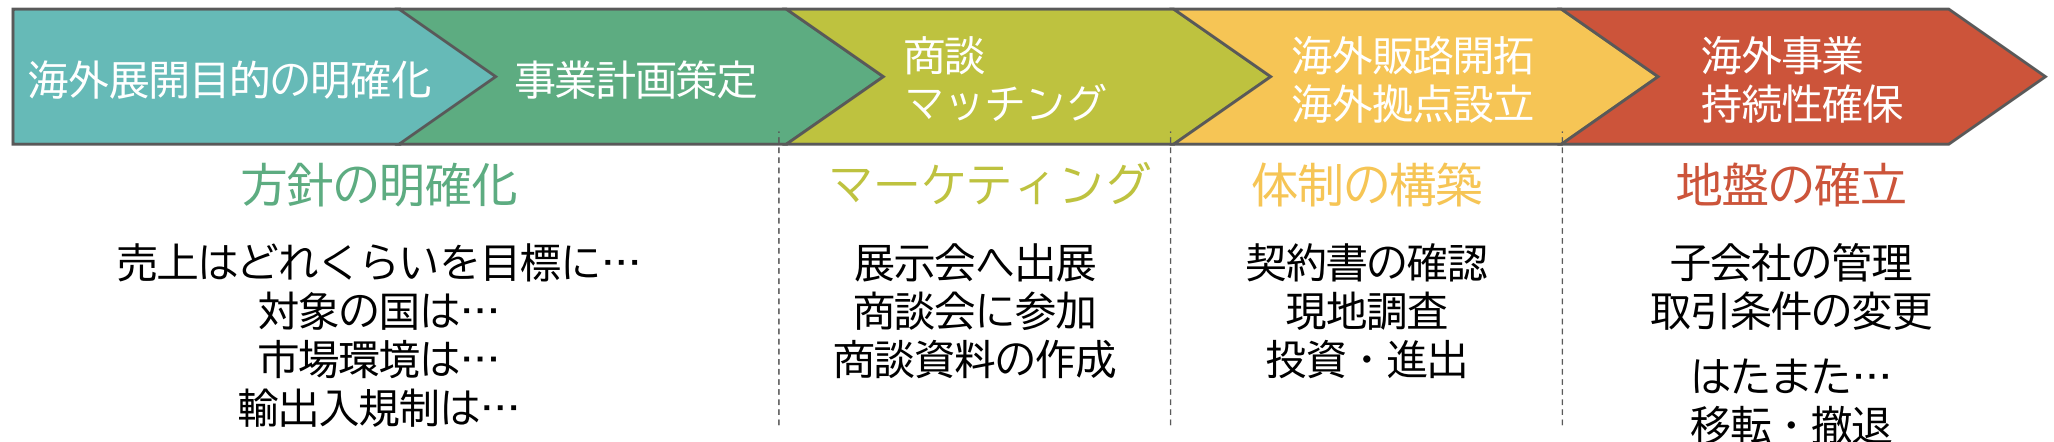 海外展開目的の明確化
事業計画策定
商談
マッチング
海外販路開拓
海外拠点設立
海外事業
持続性確保
方針の明確化
売上はどれくらいを目標に…
対象の国は…
市場環境は…
輸出入規制は…
マーケティング
展示会へ出展
商談会に参加
商談資料の作成
体制の構築
契約書の確認
現地調査
投資・進出
地盤の確立
子会社の管理
取引条件の変更
はたまた…
移転・撤退